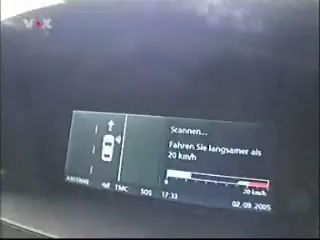 VOX
Scannen...
Fahren Sie langsamer als
20 km/h
20 km/h
TMC SOS 17:33
02.09.2005